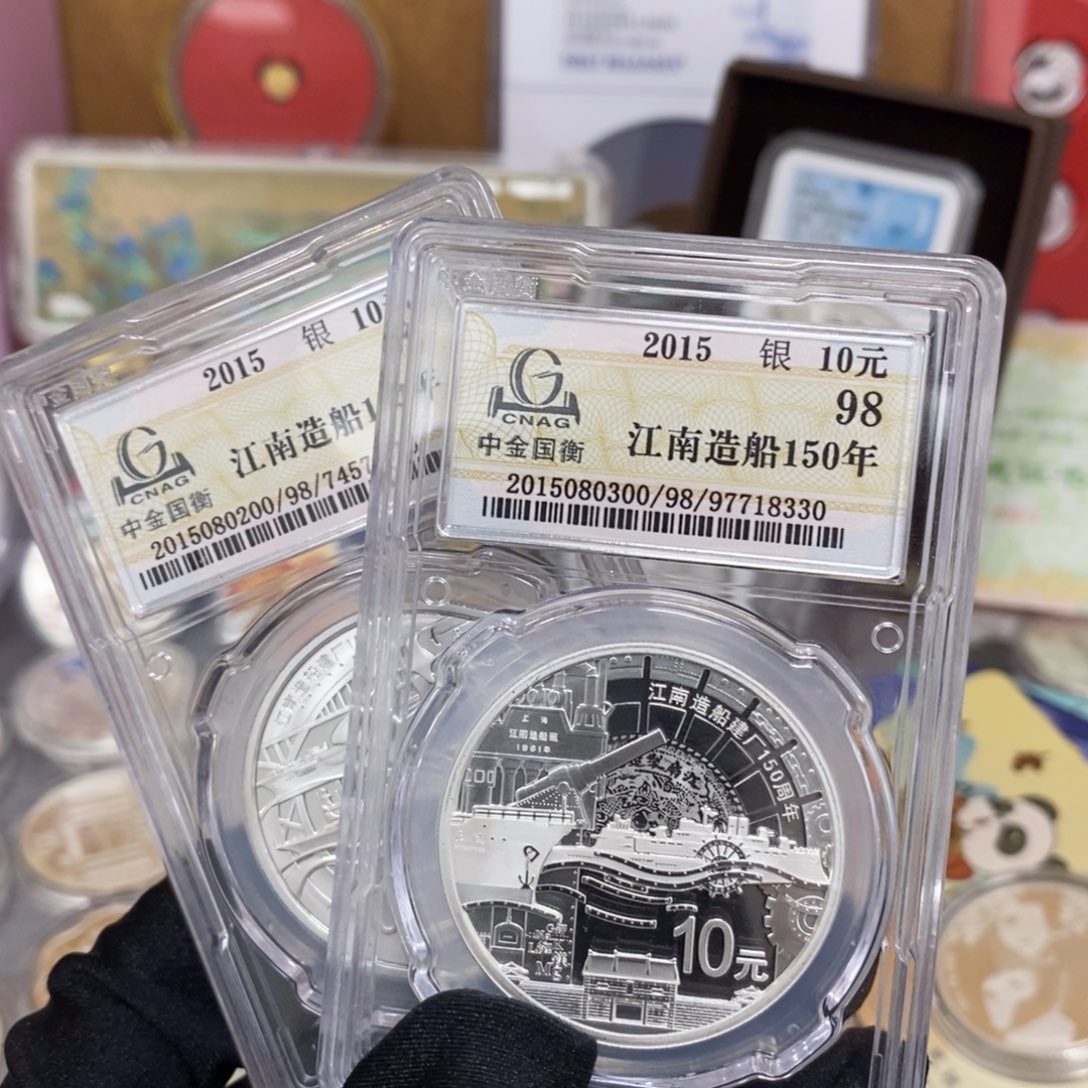 2015 银 10
CNAG
中金国衡
江南造船1
2015080200/98/7457
2015 银 10元
98
CNAG
中金国衡
江南造船150年
2015080300/98/97718330
江南造船建厂
江南造船建厂150周年
上海
10元